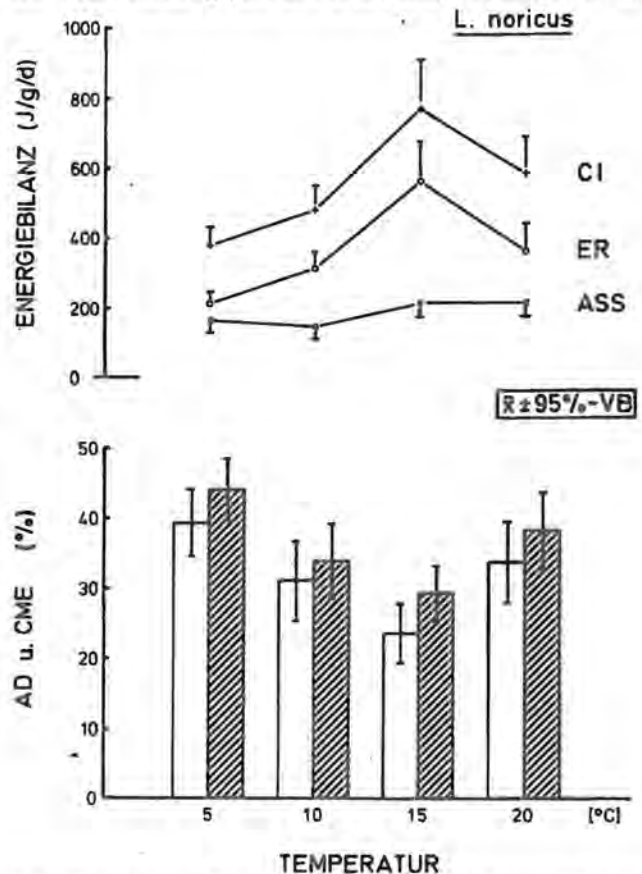 L. noricus
ENERGIEBILANZ (J/g/d)
1000
800
600
400
200
0
CI
ER
ASS
x̄ ± 95%-VB
AD u. CME (%)
50
40
30
20
10
0
5 10 15 20 [°C]
TEMPERATUR